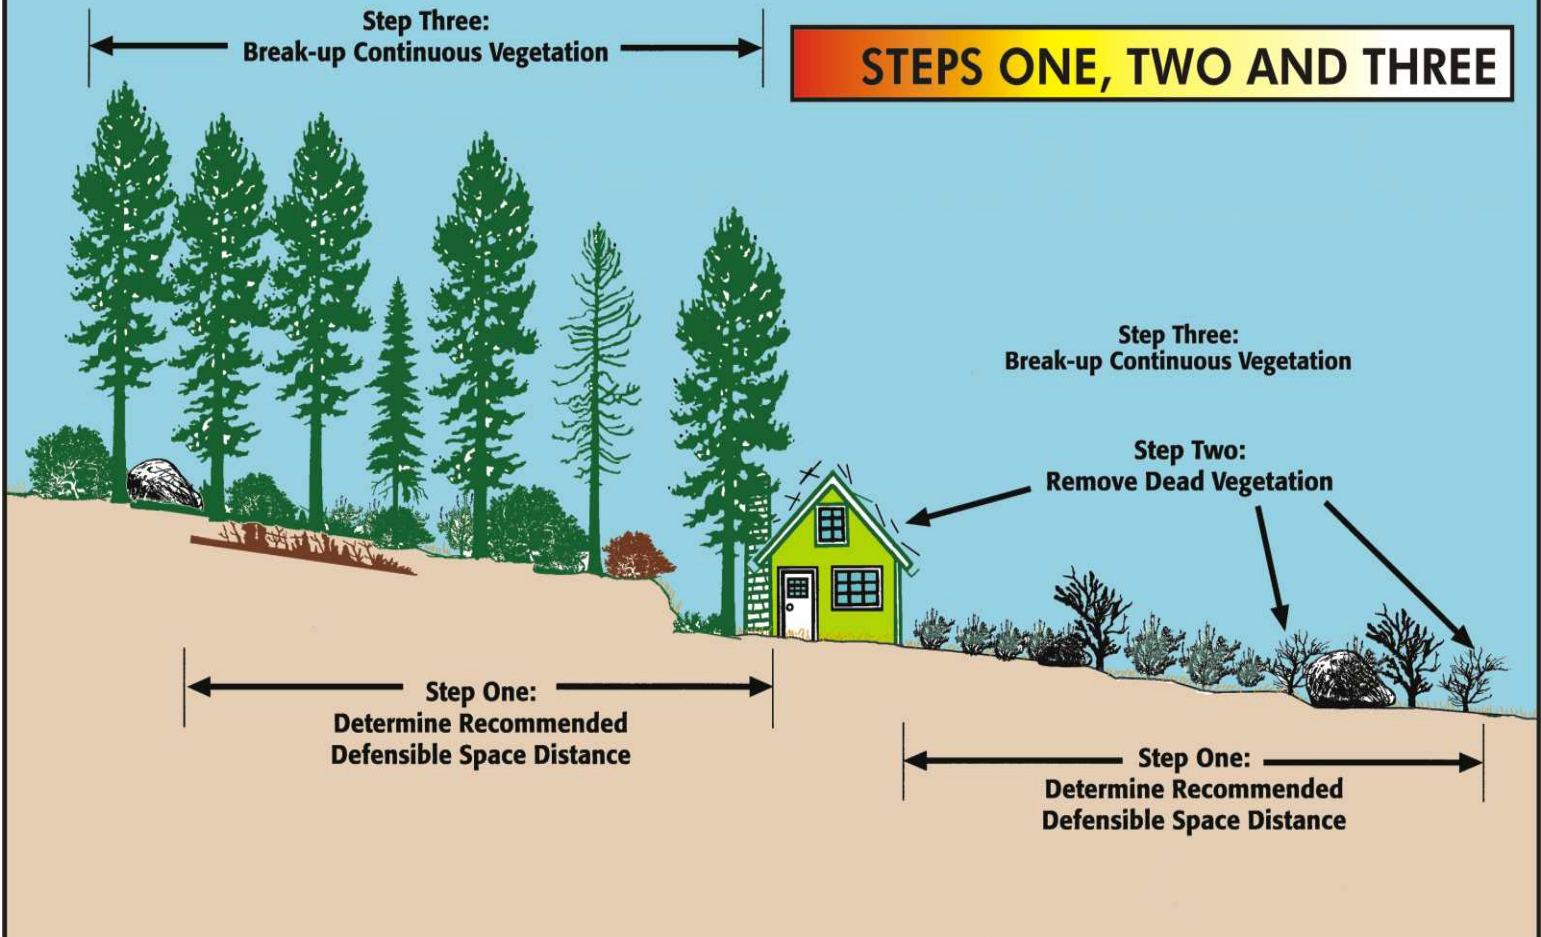 Step Three:
Break-up Continuous Vegetation
STEPS ONE, TWO AND THREE
Step Three:
Break-up Continuous Vegetation
Step Two:
Remove Dead Vegetation
Step One:
Determine Recommended
Defensible Space Distance
Step One:
Determine Recommended
Defensible Space Distance